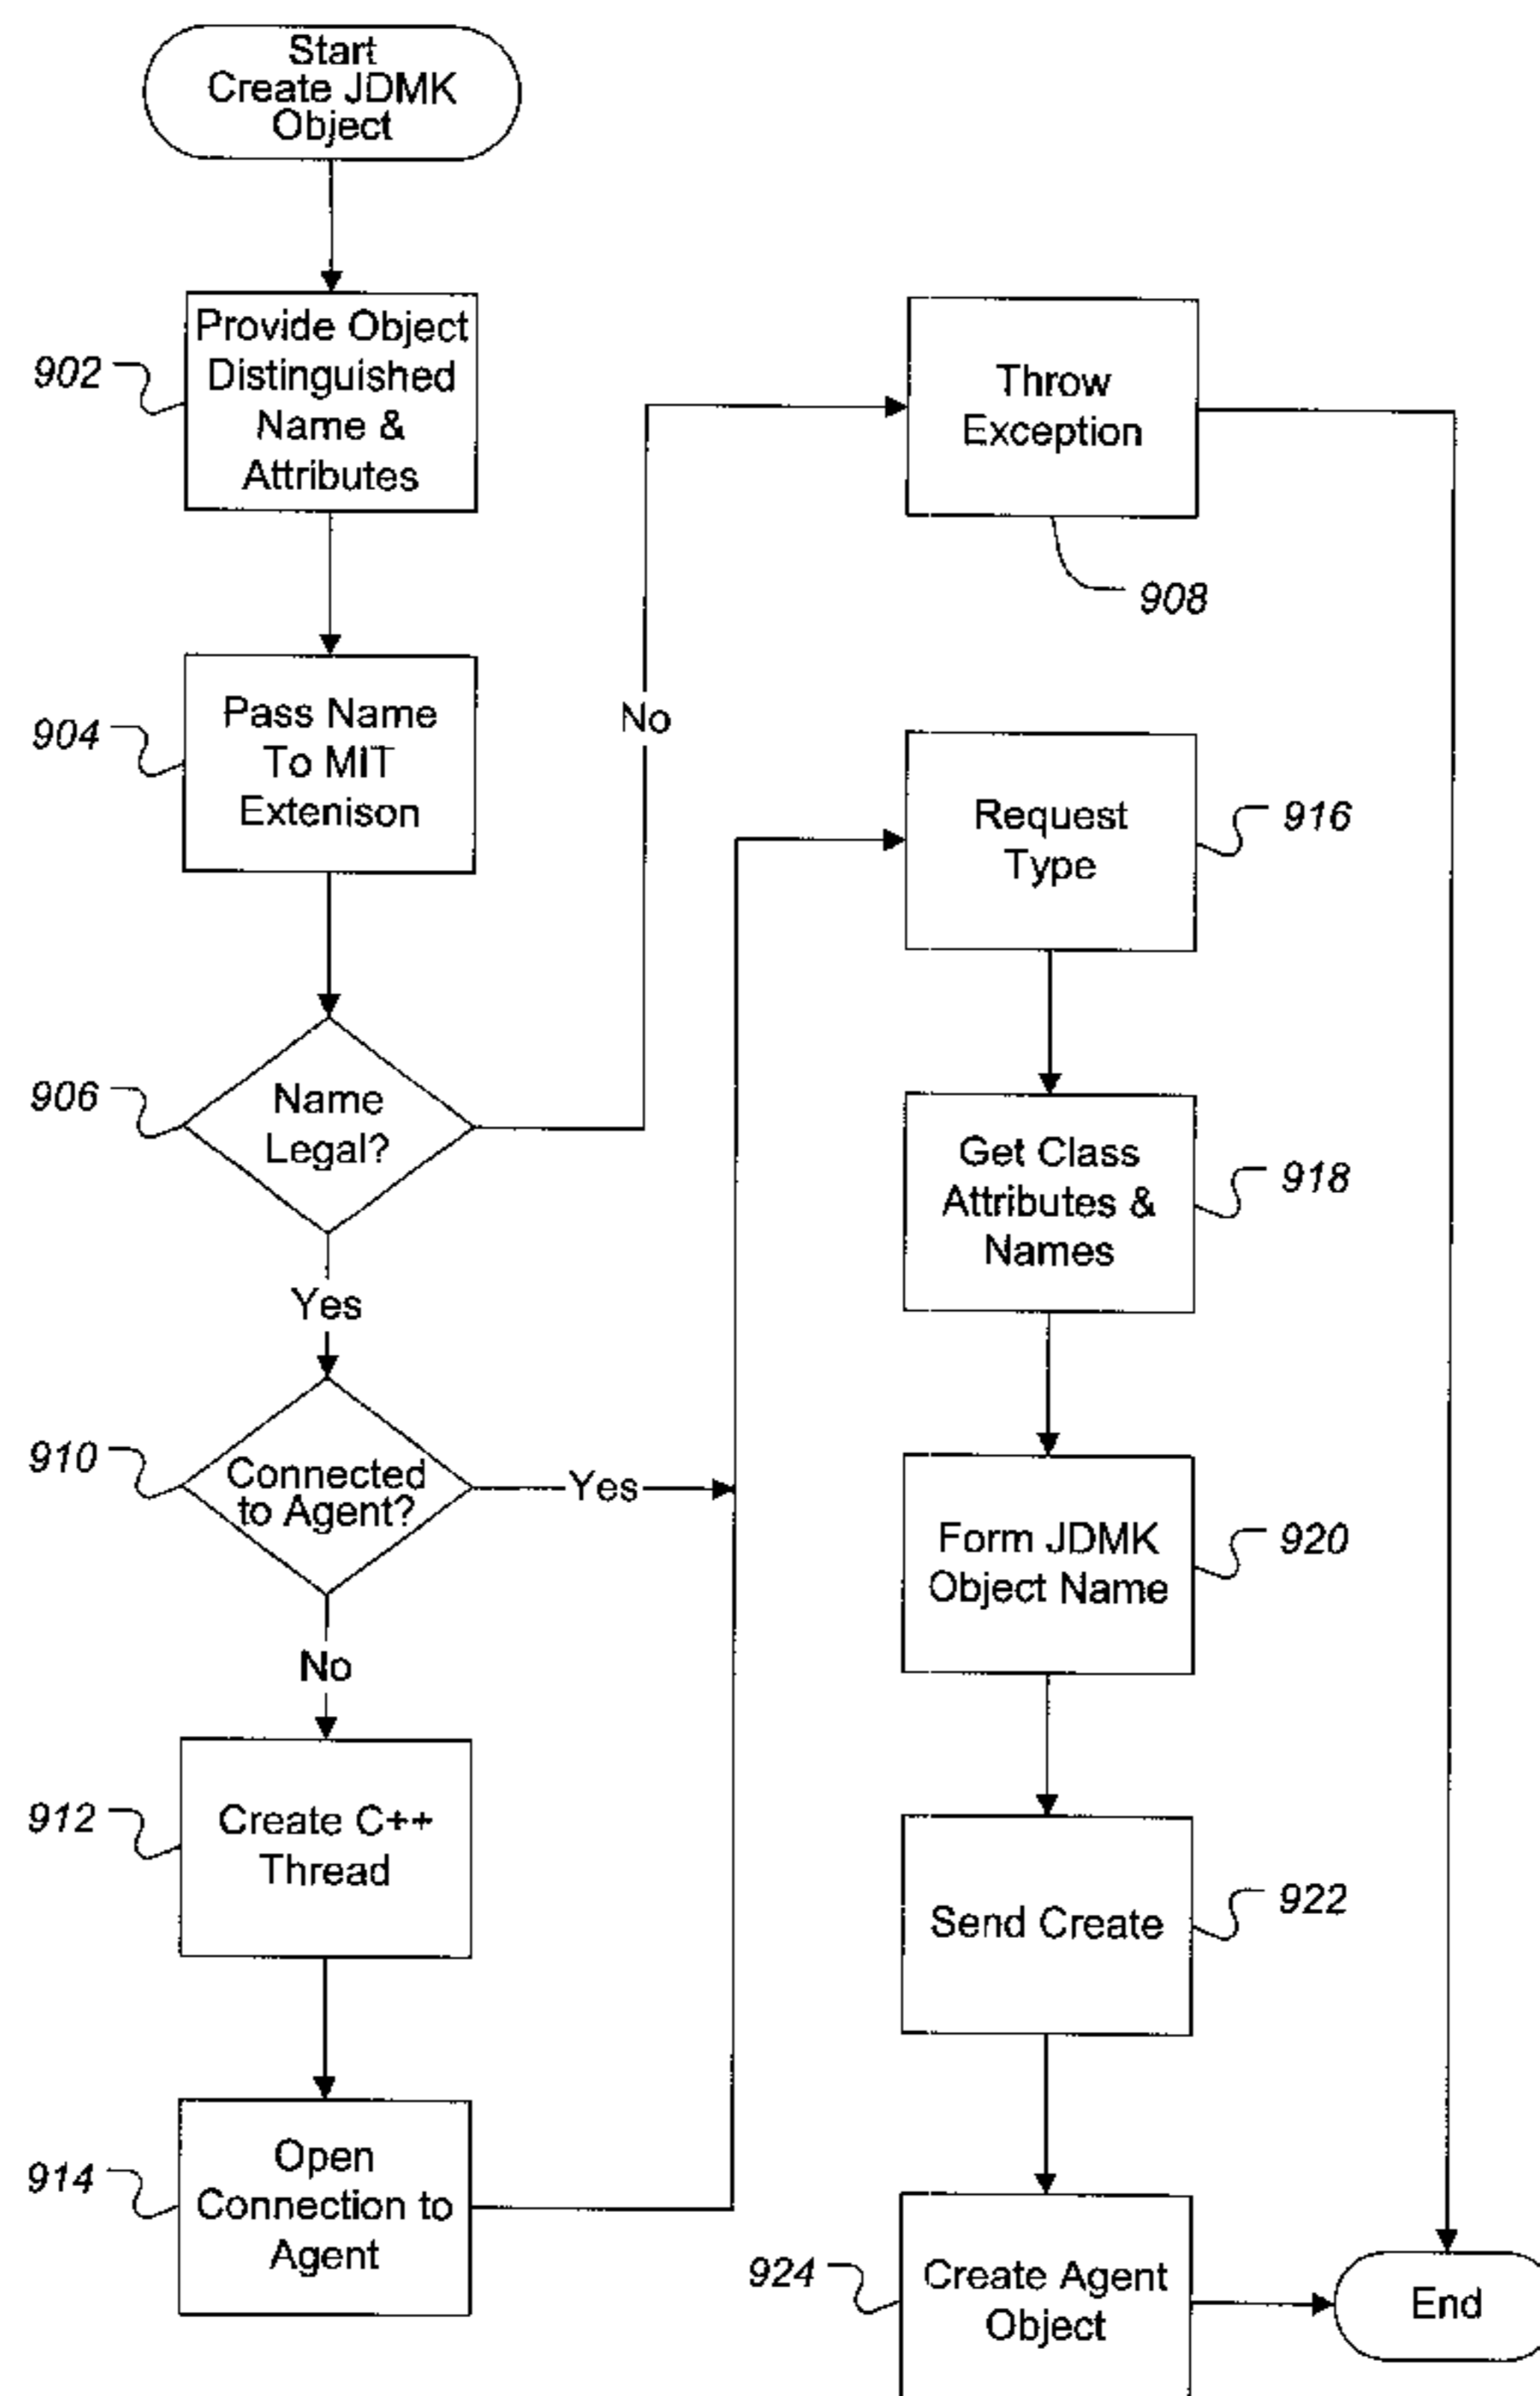 Start
Create JDMK
Object
902
Provide Object
Distinguished
Name &
Attributes
904
Pass Name
To MIT
Extenison
906
Name
Legal?
No
Yes
910
Connected
to Agent?
Yes
No
912
Create C++
Thread
914
Open
Connection to
Agent
Throw
Exception
908
Request
Type
916
Get Class
Attributes &
Names
918
Form JDMK
Object Name
920
Send Create
922
924
Create Agent
Object
End